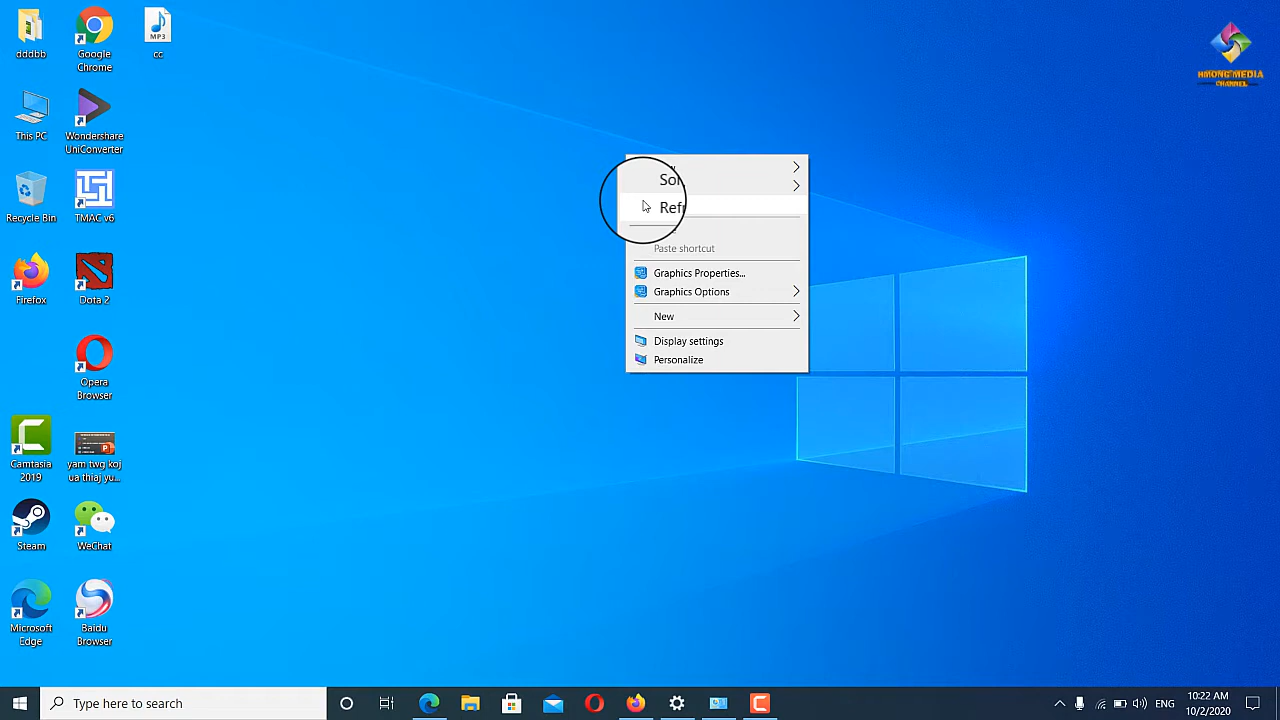 dddbb
Google
Chrome
cc
MP3
This PC
Wondershare
UniConverter
Recycle Bin
TMAC v6
Firefox
Dota 2
Opera
Browser
Camtasia
2019
yam twg koj
ua thiaj yu...
Steam
WeChat
Microsoft
Edge
Baidu
Browser
HMONG MEDIA
CHANNEL
Paste shortcut
Graphics Properties...
Graphics Options
New
Display settings
Personalize
Type here to search
ENG
10:22 AM
10/2/2020